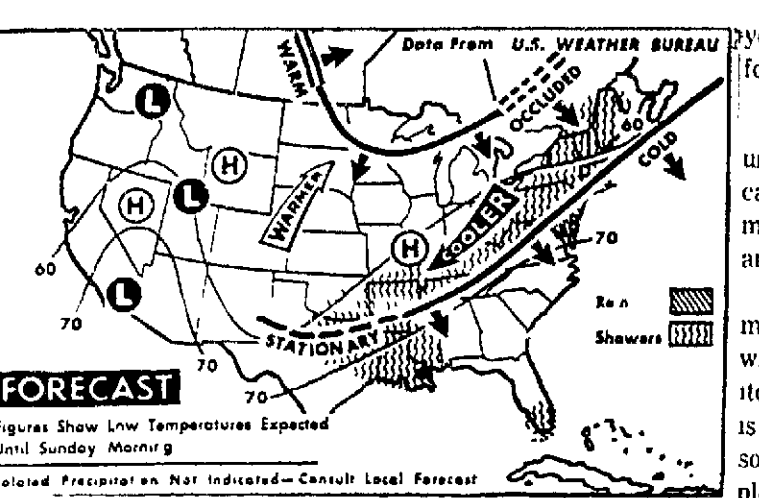 Data From U.S. WEATHER BUREAU
WARM
OCCLUDED
L
60
COLD
H
L
H
WARMER
COOLER
H
70
60
L
70
Rain
Showers
STATIONARY
70
70
FORECAST
Figures Show Low Temperatures Expected
Until Sunday Morning
Isolated Precipitation Not Indicated—Consult Local Forecast